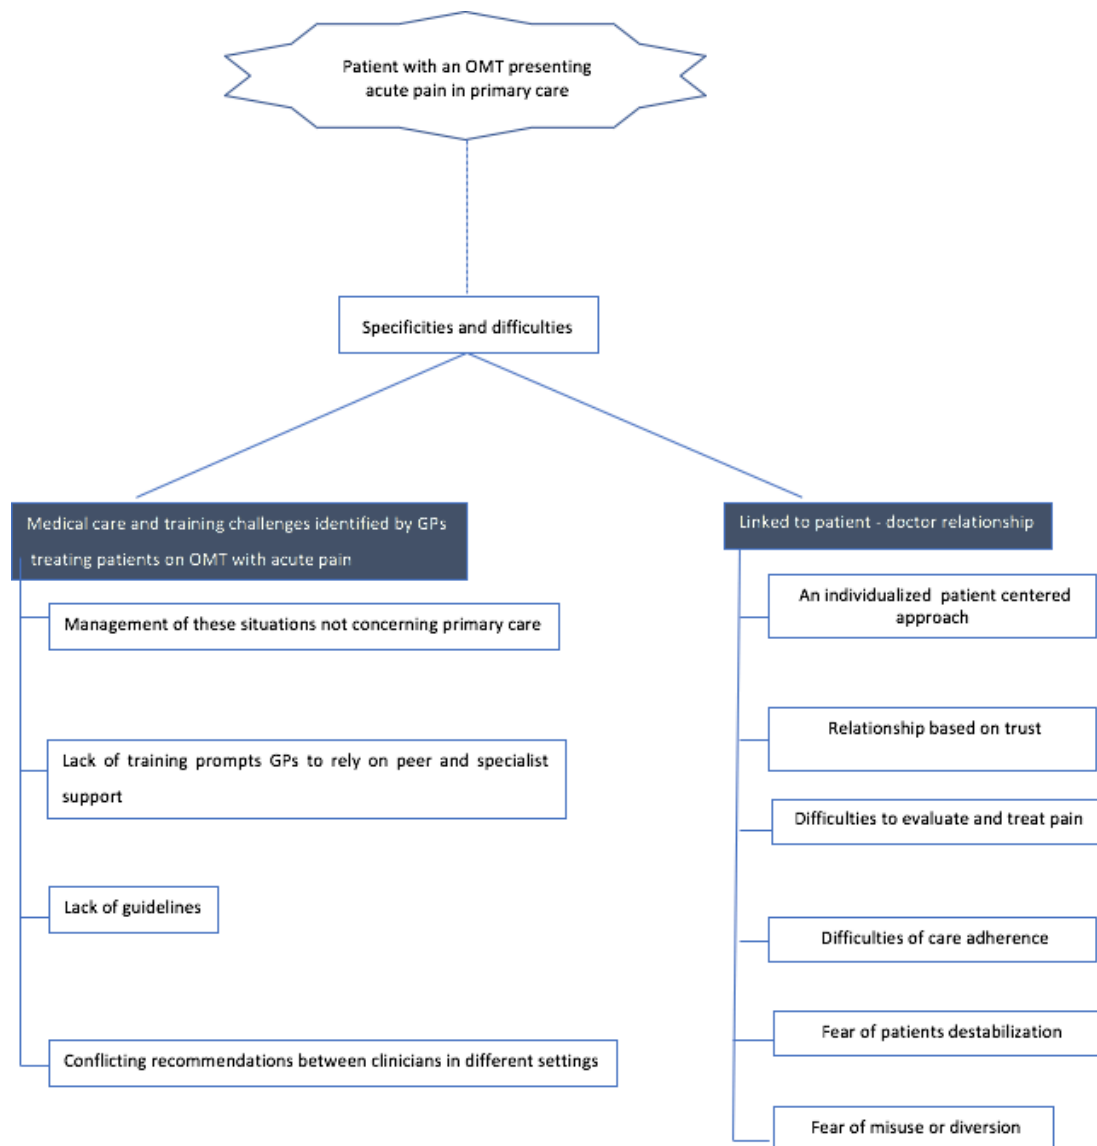 Patient with an OMT presenting
acute pain in primary care
Specificities and difficulties
Medical care and training challenges identified by GPs
treating patients on OMT with acute pain
Management of these situations not concerning primary care
Lack of training prompts GPs to rely on peer and specialist
support
Lack of guidelines
Conflicting recommendations between clinicians in different settings
Linked to patient - doctor relationship
An individualized patient centered
approach
Relationship based on trust
Difficulties to evaluate and treat pain
Difficulties of care adherence
Fear of patients destabilization
Fear of misuse or diversion